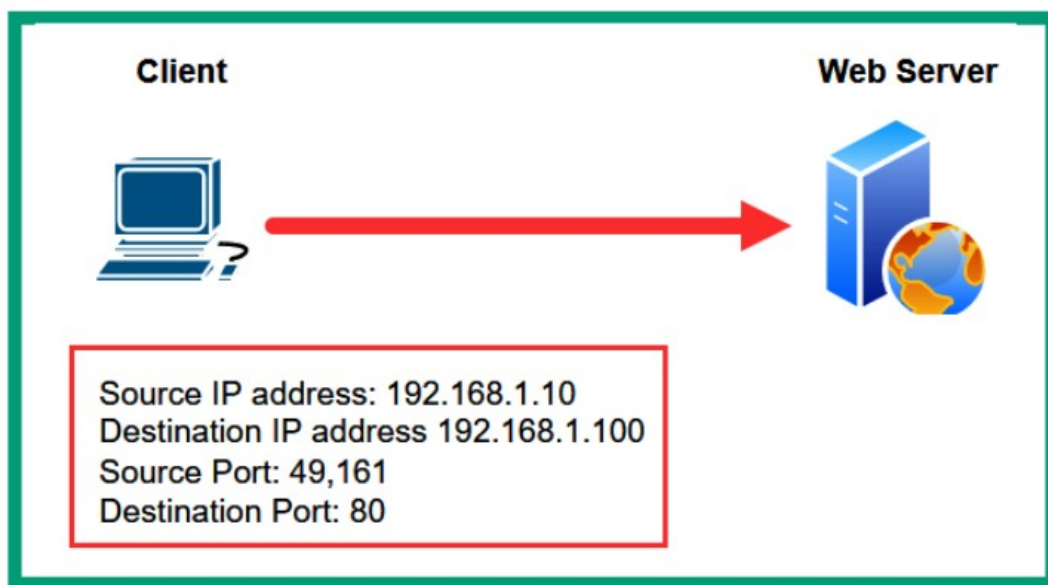 Client
Web Server
Source IP address: 192.168.1.10
Destination IP address 192.168.1.100
Source Port: 49,161
Destination Port: 80